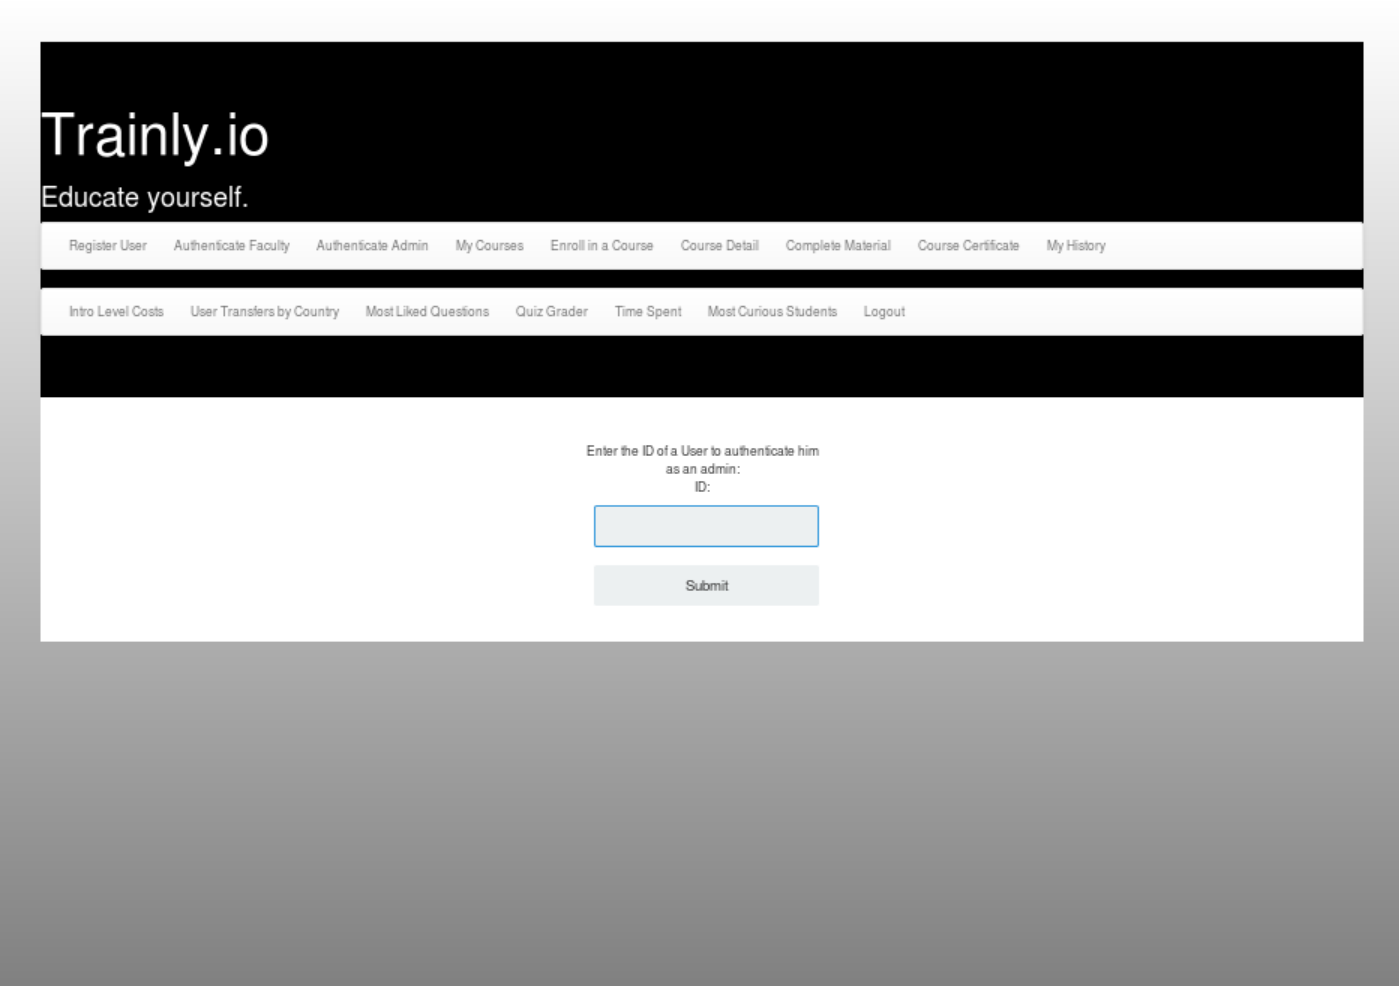 Trainly.io
Educate yourself.
Register User Authenticate Faculty Authenticate Admin My Courses Enroll in a Course Course Detail Complete Material Course Certificate My History
Intro Level Costs User Transfers by Country Most Liked Questions Quiz Grader Time Spent Most Curious Students Logout
Enter the ID of a User to authenticate him
as an admin:
ID:
Submit